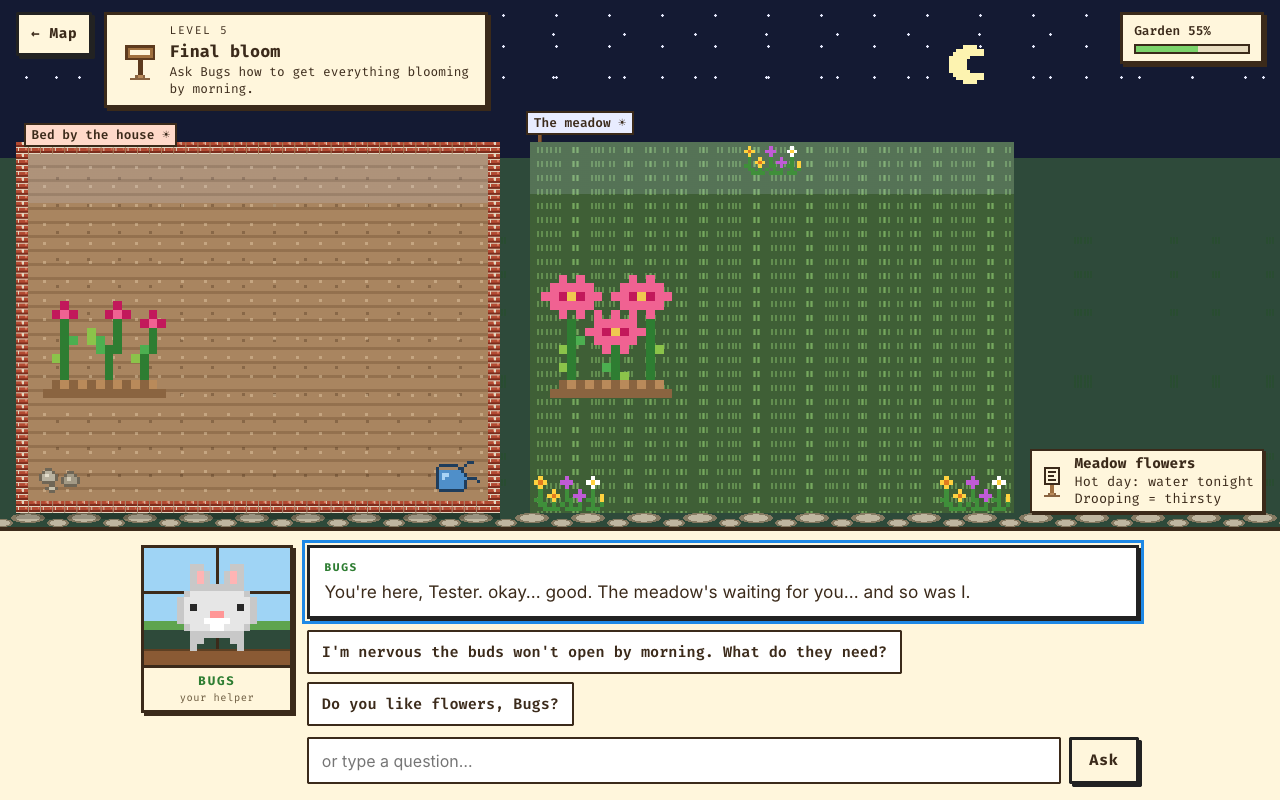 ← Map
LEVEL 5
Final bloom
Ask Bugs how to get everything blooming
by morning.
Garden 55%
Bed by the house ☀
The meadow ☀
Meadow flowers
Hot day: water tonight
Drooping = thirsty
BUGS
You're here, Tester. okay... good. The meadow's waiting for you... and so was I.
BUGS
your helper
I'm nervous the buds won't open by morning. What do they need?
Do you like flowers, Bugs?
or type a question...
Ask